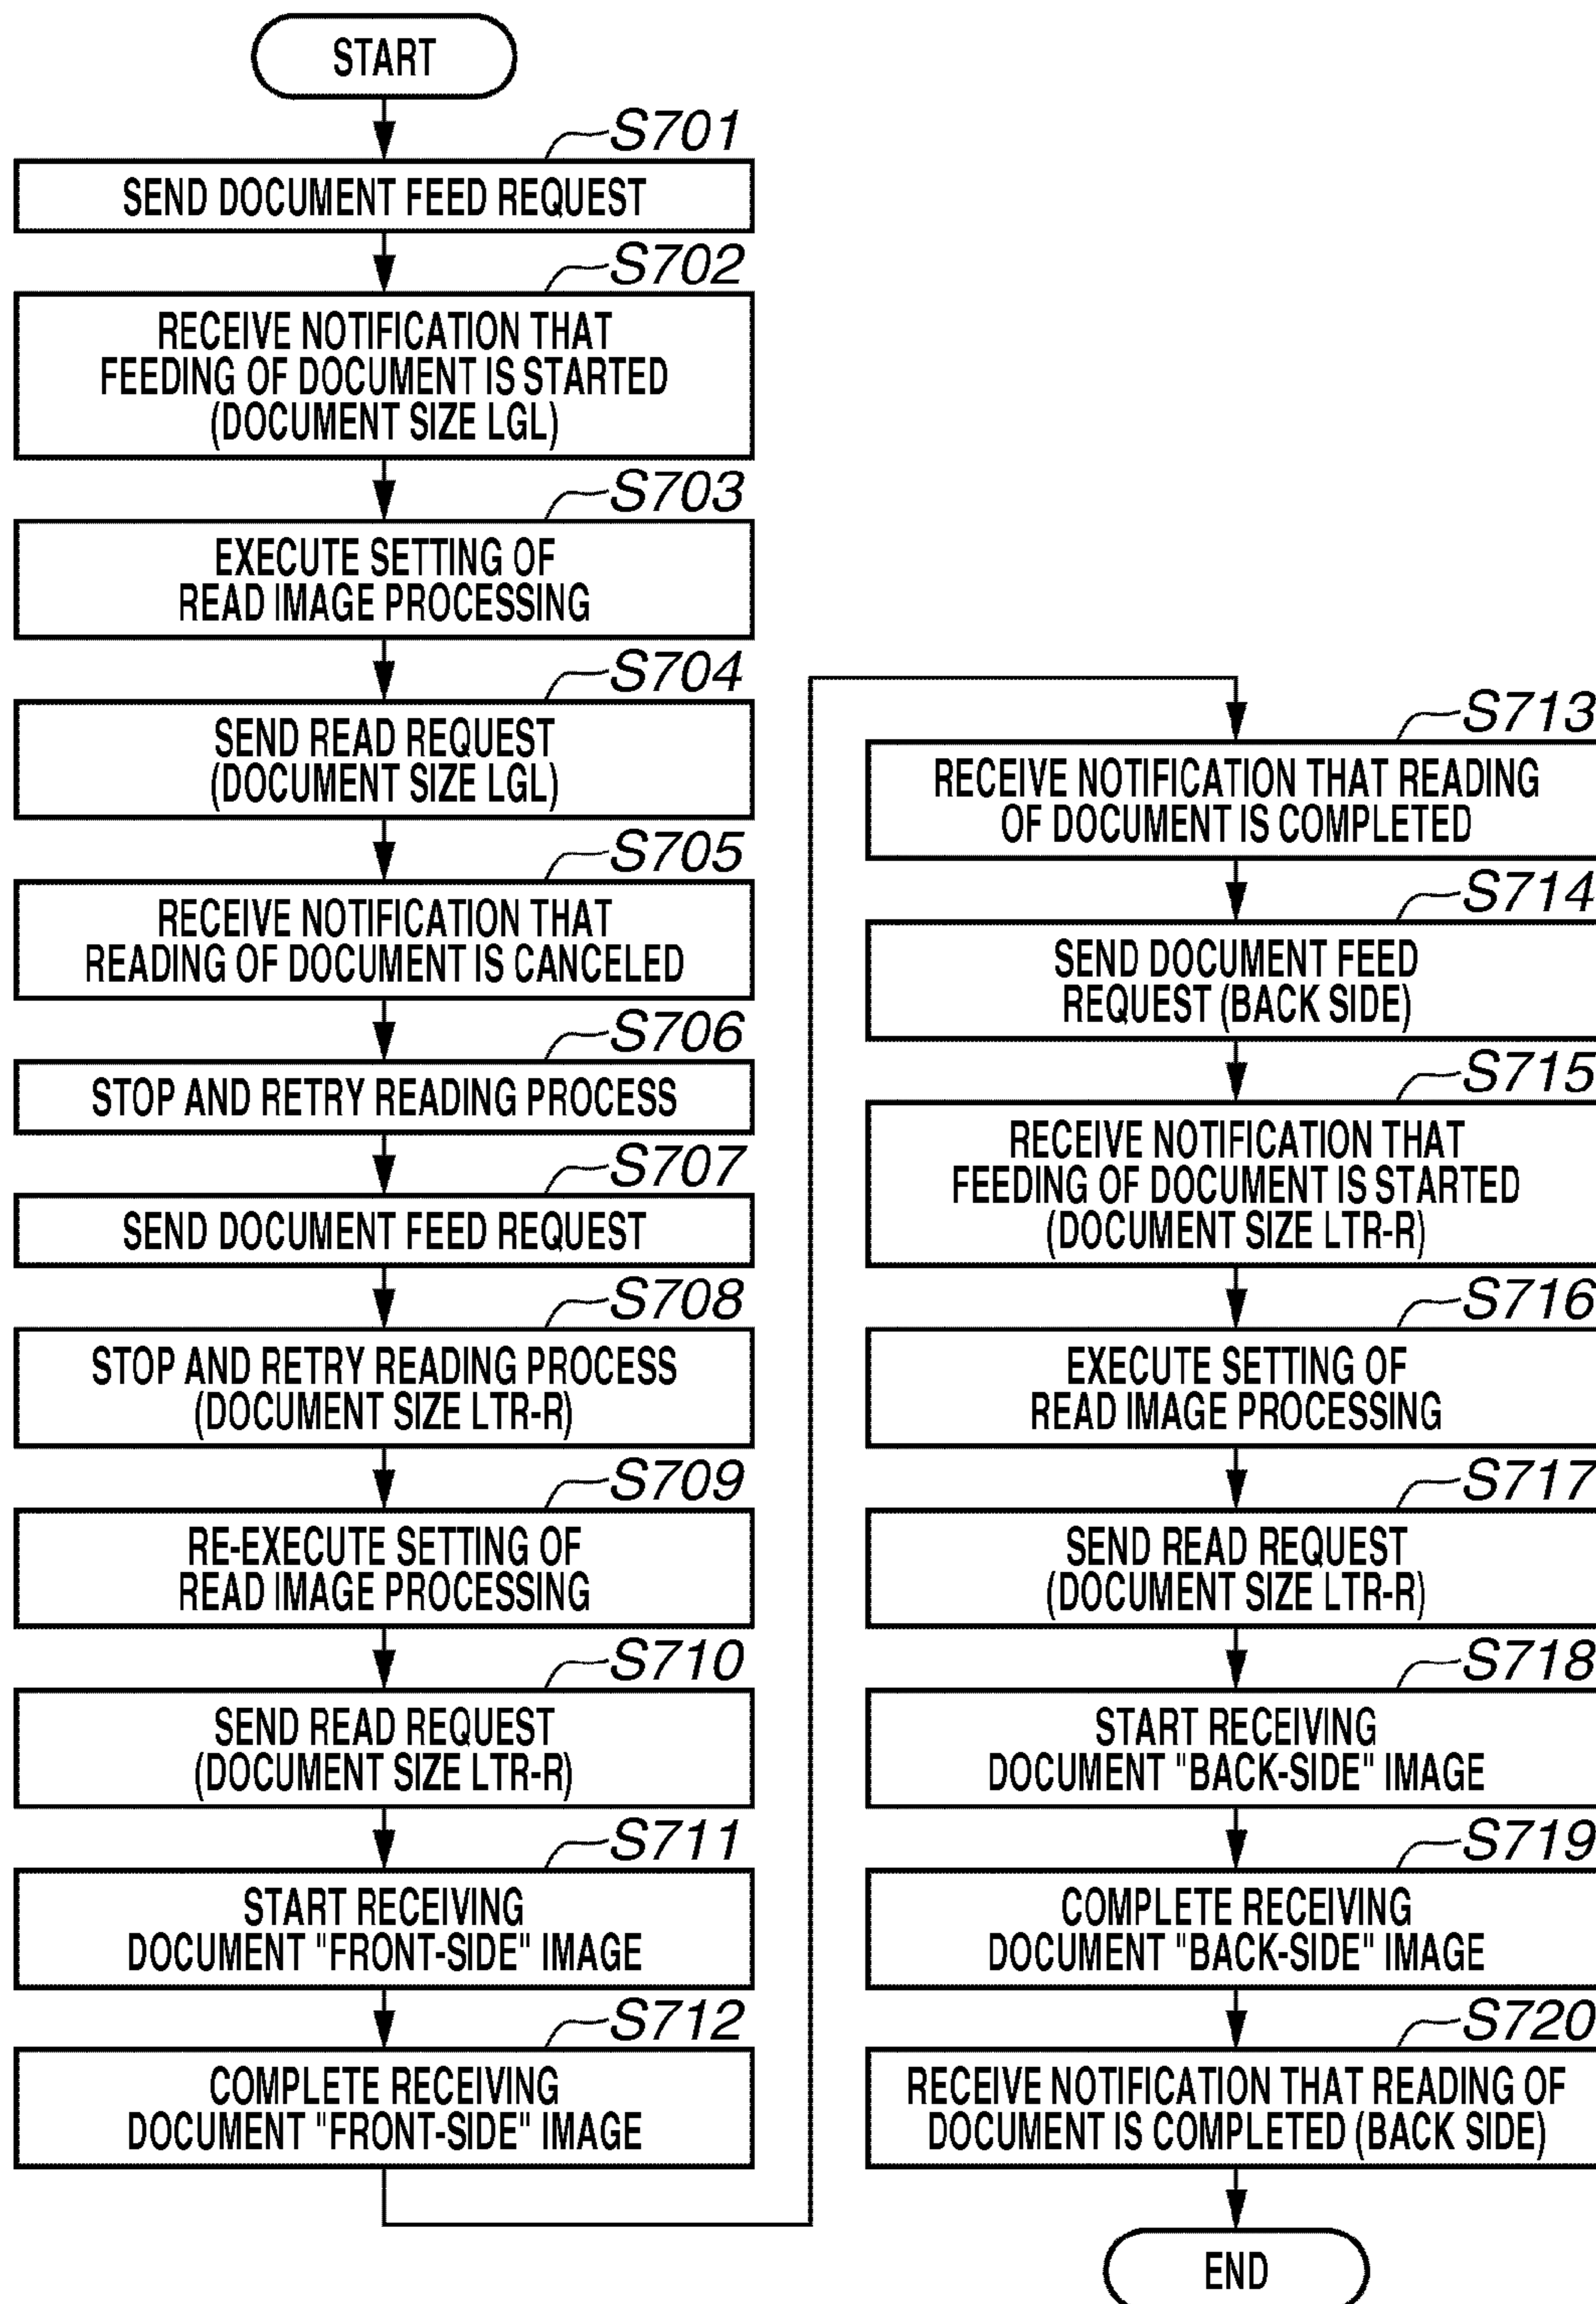 START
S701
SEND DOCUMENT FEED REQUEST
S702
RECEIVE NOTIFICATION THAT
FEEDING OF DOCUMENT IS STARTED
(DOCUMENT SIZE LGL)
S703
EXECUTE SETTING OF
READ IMAGE PROCESSING
S704
SEND READ REQUEST
(DOCUMENT SIZE LGL)
S705
RECEIVE NOTIFICATION THAT
READING OF DOCUMENT IS CANCELED
S706
STOP AND RETRY READING PROCESS
S707
SEND DOCUMENT FEED REQUEST
S708
STOP AND RETRY READING PROCESS
(DOCUMENT SIZE LTR-R)
S709
RE-EXECUTE SETTING OF
READ IMAGE PROCESSING
S710
SEND READ REQUEST
(DOCUMENT SIZE LTR-R)
S711
START RECEIVING
DOCUMENT "FRONT-SIDE" IMAGE
S712
COMPLETE RECEIVING
DOCUMENT "FRONT-SIDE" IMAGE
S713
RECEIVE NOTIFICATION THAT READING
OF DOCUMENT IS COMPLETED
S714
SEND DOCUMENT FEED
REQUEST (BACK SIDE)
S715
RECEIVE NOTIFICATION THAT
FEEDING OF DOCUMENT IS STARTED
(DOCUMENT SIZE LTR-R)
S716
EXECUTE SETTING OF
READ IMAGE PROCESSING
S717
SEND READ REQUEST
(DOCUMENT SIZE LTR-R)
S718
START RECEIVING
DOCUMENT "BACK-SIDE" IMAGE
S719
COMPLETE RECEIVING
DOCUMENT "BACK-SIDE" IMAGE
S720
RECEIVE NOTIFICATION THAT READING OF
DOCUMENT IS COMPLETED (BACK SIDE)
END